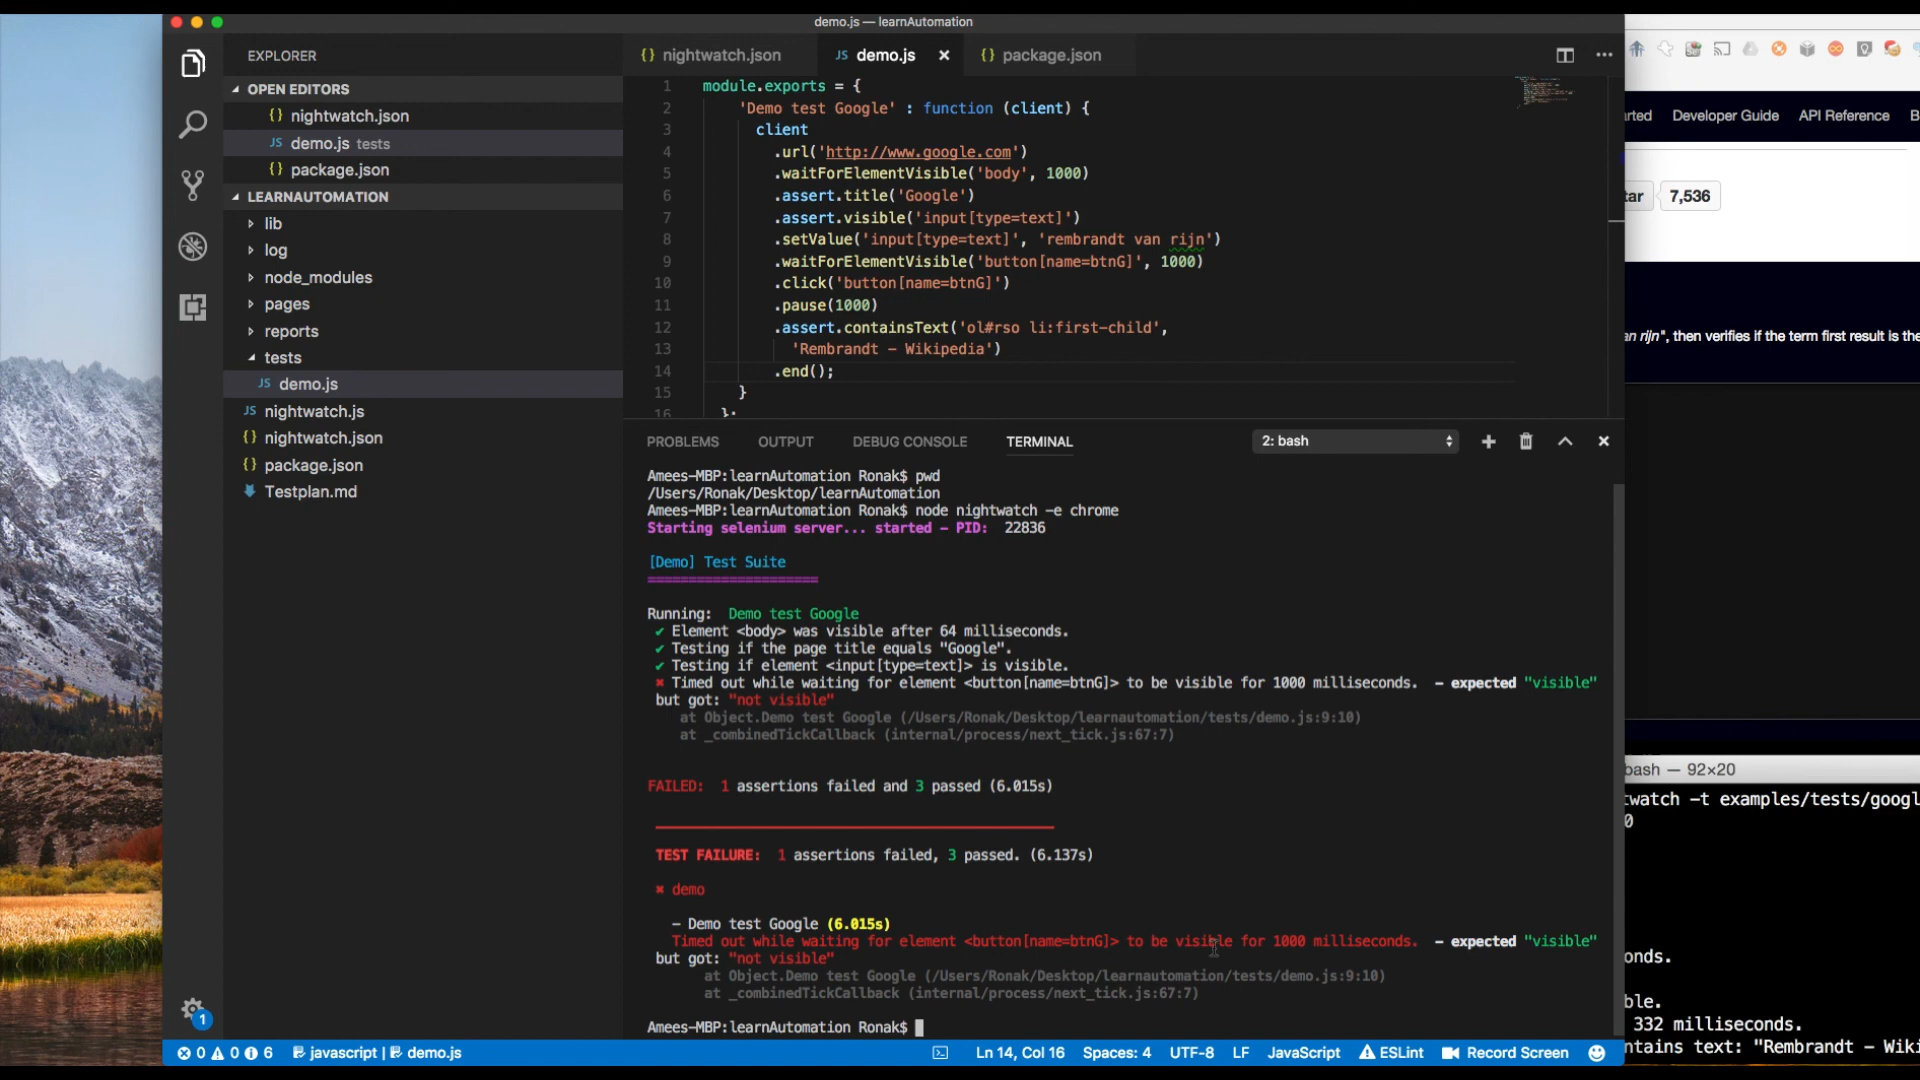 demo.js — learnAutomation
EXPLORER
OPEN EDITORS
{} nightwatch.json
JS demo.js tests
{} package.json
LEARNAUTOMATION
lib
log
node_modules
pages
reports
tests
JS demo.js
JS nightwatch.js
{} nightwatch.json
{} package.json
Testplan.md
{} nightwatch.json
JS demo.js
{} package.json
1 module.exports = {
2 'Demo test Google' : function (client) {
3 client
4 .url('http://www.google.com')
5 .waitForElementVisible('body', 1000)
6 .assert.title('Google')
7 .assert.visible('input[type=text]')
8 .setValue('input[type=text]', 'rembrandt van rijn')
9 .waitForElementVisible('button[name=btnG]', 1000)
10 .click('button[name=btnG]')
11 .pause(1000)
12 .assert.containsText('ol#rso li:first-child',
13 'Rembrandt - Wikipedia')
14 .end();
15 }
16 };
PROBLEMS OUTPUT DEBUG CONSOLE TERMINAL
2: bash
Amees-MBP:learnAutomation Ronak$ pwd
/Users/Ronak/Desktop/learnAutomation
Amees-MBP:learnAutomation Ronak$ node nightwatch -e chrome
Starting selenium server... started - PID: 22836
[Demo] Test Suite
=====================
Running: Demo test Google
✔ Element <body> was visible after 64 milliseconds.
✔ Testing if the page title equals "Google".
✔ Testing if element <input[type=text]> is visible.
✖ Timed out while waiting for element <button[name=btnG]> to be visible for 1000 milliseconds. - expected "visible"
but got: "not visible"
at Object.Demo test Google (/Users/Ronak/Desktop/learnautomation/tests/demo.js:9:10)
at _combinedTickCallback (internal/process/next_tick.js:67:7)
FAILED: 1 assertions failed and 3 passed (6.015s)
TEST FAILURE: 1 assertions failed, 3 passed. (6.137s)
✖ demo
- Demo test Google (6.015s)
Timed out while waiting for element <button[name=btnG]> to be visible for 1000 milliseconds. - expected "visible"
but got: "not visible"
at Object.Demo test Google (/Users/Ronak/Desktop/learnautomation/tests/demo.js:9:10)
at _combinedTickCallback (internal/process/next_tick.js:67:7)
Amees-MBP:learnAutomation Ronak$
1
0 0 6 javascript | demo.js
Ln 14, Col 16 Spaces: 4 UTF-8 LF JavaScript ESLint Record Screen
rted Developer Guide API Reference B
tar 7,536
an rijn", then verifies if the term first result is the
bash — 92×20
twatch -t examples/tests/googl
0
onds.
ble.
332 milliseconds.
ntains text: "Rembrandt - Wiki